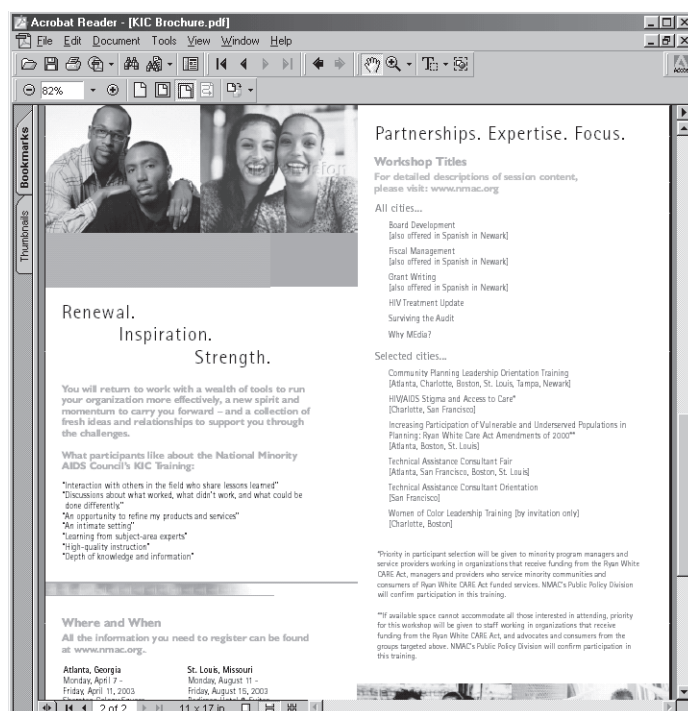 Acrobat Reader - [KIC Brochure.pdf]
File Edit Document Tools View Window Help
82%
Bookmarks
Thumbnails
Renewal.
Inspiration.
Strength.
You will return to work with a wealth of tools to run
your organization more effectively, a new spirit and
momentum to carry you forward – and a collection of
fresh ideas and relationships to support you through
the challenges.
What participants like about the National Minority
AIDS Council's KIC Training:
"Interaction with others in the field who share lessons learned"
"Discussions about what worked, what didn't work, and what could be
done differently."
"An opportunity to refine my products and services"
"An intimate setting"
"Learning from subject-area experts"
"High-quality instruction"
"Depth of knowledge and information"
Where and When
All the information you need to register can be found
at www.nmac.org.
Atlanta, Georgia
Monday, April 7 -
Friday, April 11, 2003
St. Louis, Missouri
Monday, August 11 -
Friday, August 15, 2003
Partnerships. Expertise. Focus.
Workshop Titles
For detailed descriptions of session content,
please visit: www.nmac.org
All cities...
Board Development
[also offered in Spanish in Newark]
Fiscal Management
[also offered in Spanish in Newark]
Grant Writing
[also offered in Spanish in Newark]
HIV Treatment Update
Surviving the Audit
Why MEdia?
Selected cities...
Community Planning Leadership Orientation Training
[Atlanta, Charlotte, Boston, St. Louis, Tampa, Newark]
HIV/AIDS Stigma and Access to Care*
[Charlotte, San Francisco]
Increasing Participation of Vulnerable and Underserved Populations in
Planning: Ryan White Care Act Amendments of 2000**
[Atlanta, Boston, St. Louis]
Technical Assistance Consultant Fair
[Atlanta, San Francisco, Boston, St. Louis]
Technical Assistance Consultant Orientation
[San Francisco]
Women of Color Leadership Training [by invitation only]
[Charlotte, Boston]
*Priority in participant selection will be given to minority program managers and
service providers working in organizations that receive funding from the Ryan White
CARE Act, managers and providers who service minority communities and
consumers of Ryan White CARE Act funded services. NMAC's Public Policy Division
will confirm participation in this training.
**If available space cannot accommodate all those interested in attending, priority
for this workshop will be given to staff working in organizations that receive
funding from the Ryan White CARE Act, and advocates and consumers from the
groups targeted above. NMAC's Public Policy Division will confirm participation in
this training.
2 of 2
11 x 17 in